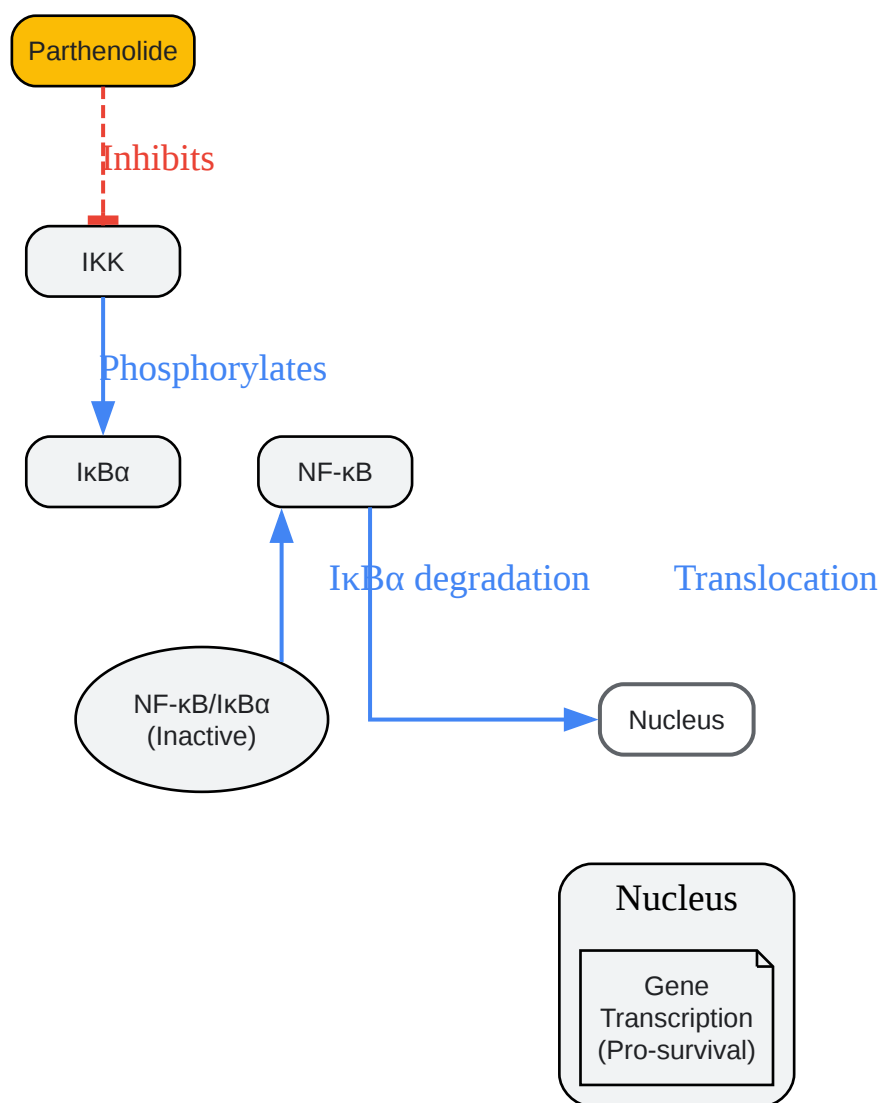 Parthenolide
Inhibits
IKK
Phosphorylates
IκBα
NF-κB
IκBα degradation
Translocation
NF-κB/IκBα
(Inactive)
Nucleus
Nucleus
Gene
Transcription
(Pro-survival)